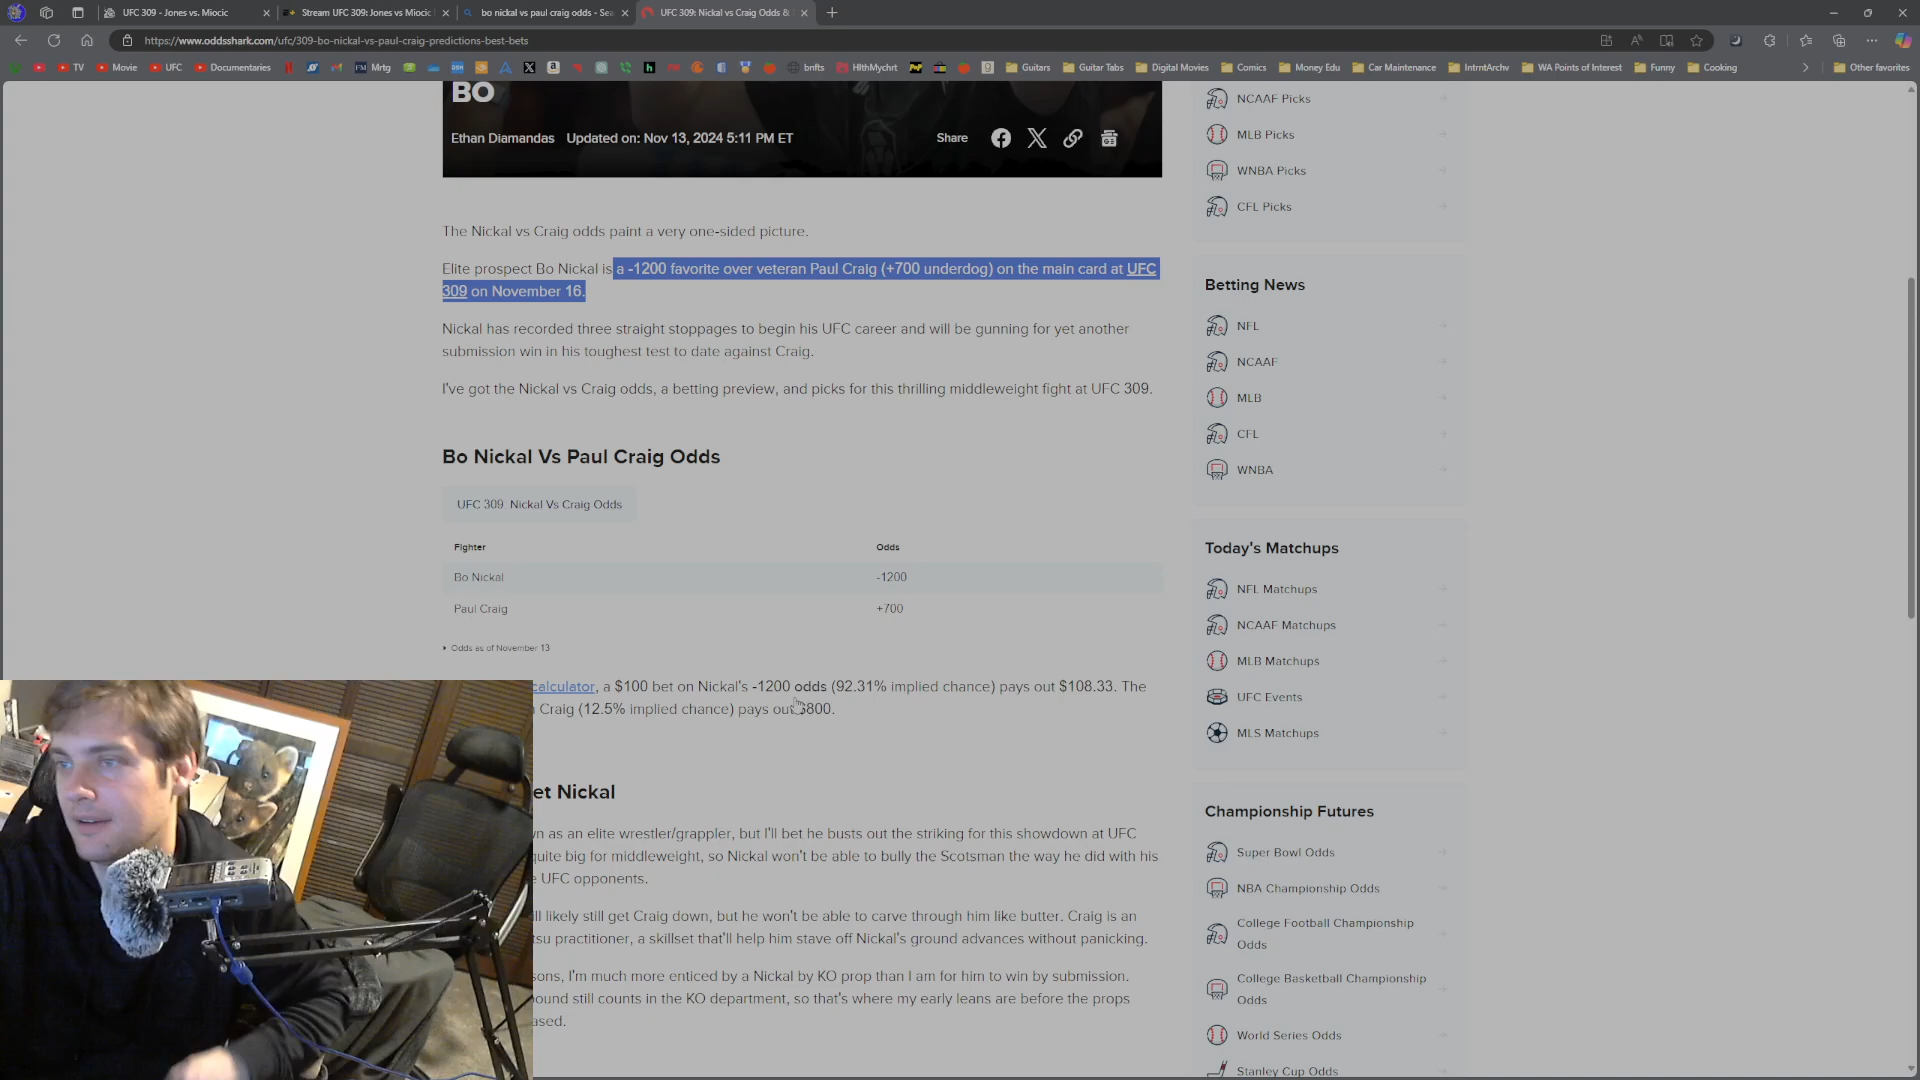 UFC 309 - Jones vs. Miocic
Stream UFC 309: Jones vs Miocic
bo nickal vs paul craig odds - Sea
UFC 309: Nickal vs Craig Odds &
https://www.oddsshark.com/ufc/309-bo-nickal-vs-paul-craig-predictions-best-bets
TV
Movie
UFC
Documentaries
Mrtg
bnfts
HlthMychrt
Guitars
Guitar Tabs
Digital Movies
Comics
Money Edu
Car Maintenance
IntrntArchv
WA Points of Interest
Funny
Cooking
Other favorites
BO
Ethan Diamandas Updated on: Nov 13, 2024 5:11 PM ET
Share
The Nickal vs Craig odds paint a very one-sided picture.
Elite prospect Bo Nickal is a -1200 favorite over veteran Paul Craig (+700 underdog) on the main card at UFC
309 on November 16.
Nickal has recorded three straight stoppages to begin his UFC career and will be gunning for yet another
submission win in his toughest test to date against Craig.
I've got the Nickal vs Craig odds, a betting preview, and picks for this thrilling middleweight fight at UFC 309.
Bo Nickal Vs Paul Craig Odds
UFC 309 Nickal Vs Craig Odds
Fighter Odds
Bo Nickal -1200
Paul Craig +700
Odds as of November 13
calculator, a $100 bet on Nickal's -1200 odds (92.31% implied chance) pays out $108.33. The
Craig (12.5% implied chance) pays out $800.
et Nickal
wn as an elite wrestler/grappler, but I'll bet he busts out the striking for this showdown at UFC
quite big for middleweight, so Nickal won't be able to bully the Scotsman the way he did with his
UFC opponents.
ill likely still get Craig down, but he won't be able to carve through him like butter. Craig is an
tsu practitioner, a skillset that'll help him stave off Nickal's ground advances without panicking.
sons, I'm much more enticed by a Nickal by KO prop than I am for him to win by submission.
ound still counts in the KO department, so that's where my early leans are before the props
ased.
NCAAF Picks
MLB Picks
WNBA Picks
CFL Picks
Betting News
NFL
NCAAF
MLB
CFL
WNBA
Today's Matchups
NFL Matchups
NCAAF Matchups
MLB Matchups
UFC Events
MLS Matchups
Championship Futures
Super Bowl Odds
NBA Championship Odds
College Football Championship
Odds
College Basketball Championship
Odds
World Series Odds
Stanley Cup Odds